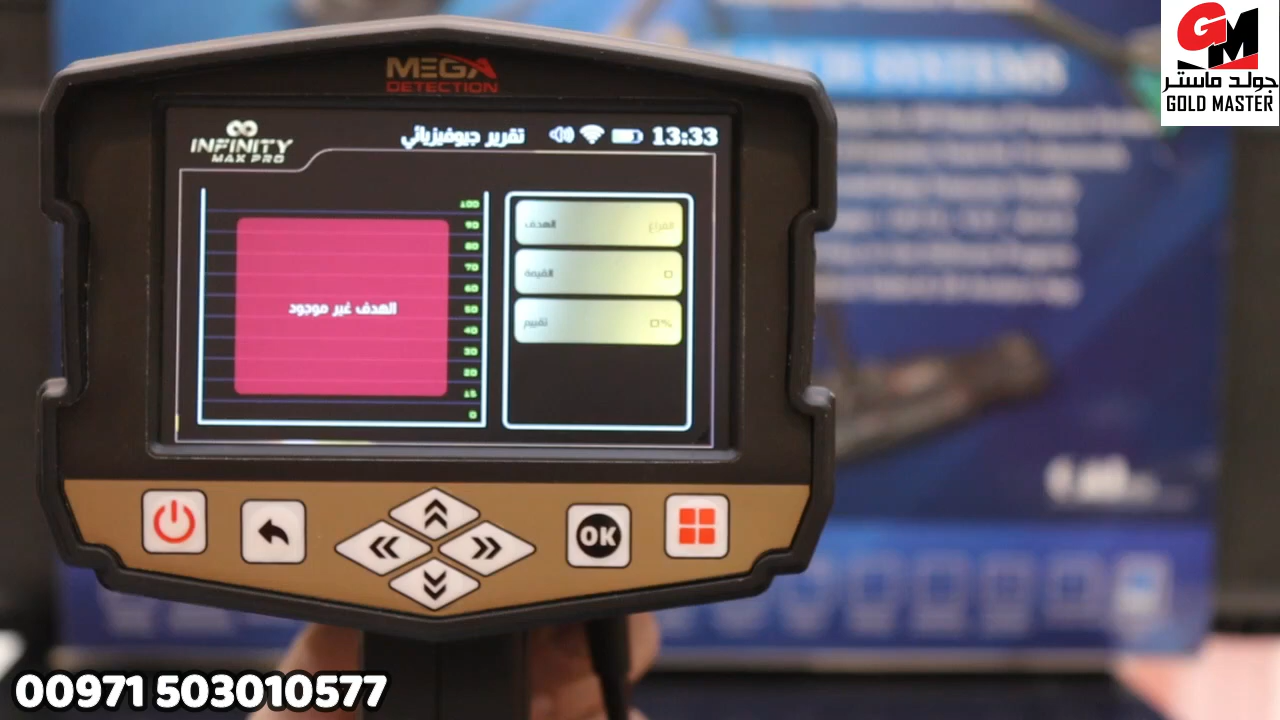 GM
جولد ماستر
GOLD MASTER
MEGA
DETECTION
INFINITY
MAX PRO
تقرير جيوفيزيائي
13:33
100
90
80
70
60
50
40
30
20
15
0
الهدف غير موجود
الهدف الفراغ
القيمة 0
تقييم 0%
OK
00971 503010577